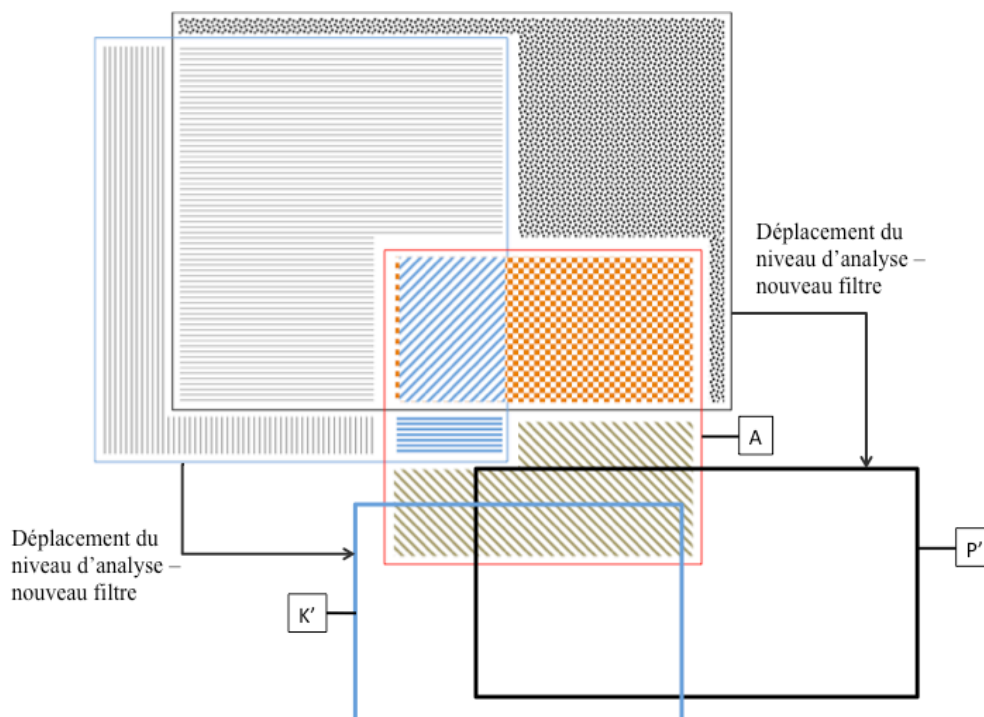 Déplacement du
niveau d’analyse –
nouveau filtre
A
P’
Déplacement du
niveau d’analyse –
nouveau filtre
K’